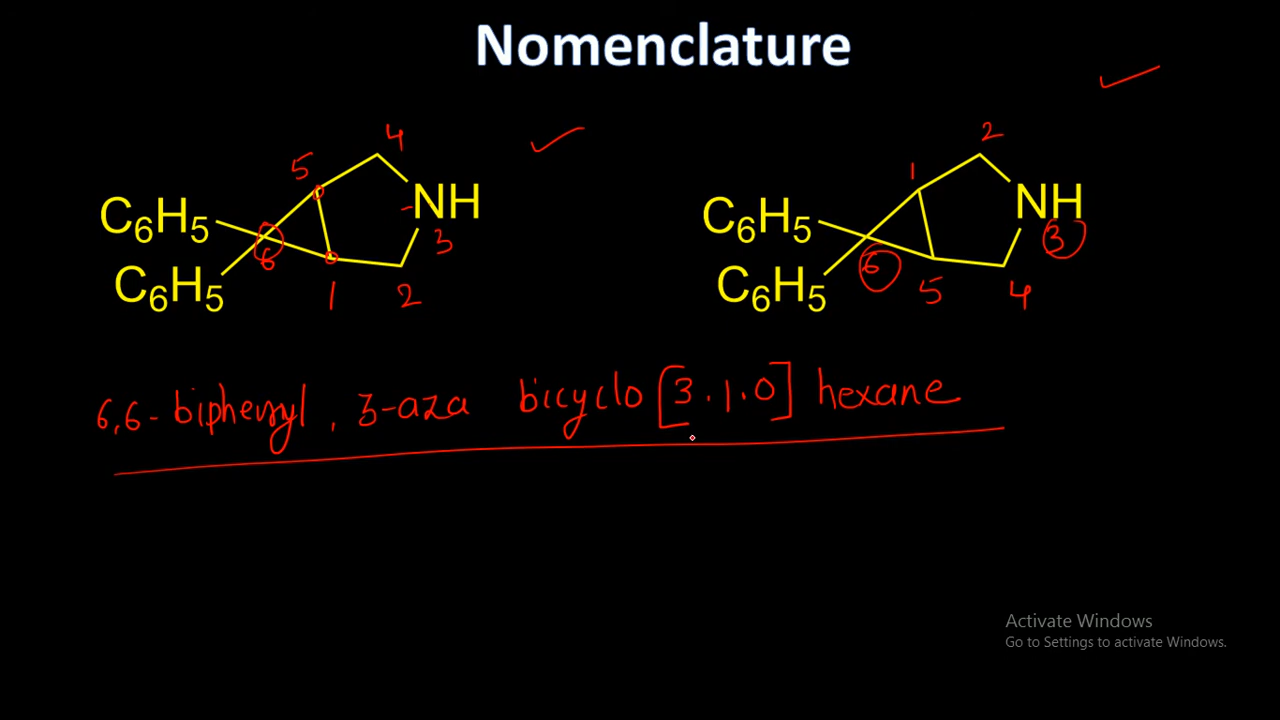 Nomenclature
4
5
C6H5
NH
3
6
C6H5
1
2
2
1
C6H5
NH
3
6
C6H5
5
4
6,6- biphenyl, 3-aza bicyclo [3.1.0] hexane
Activate Windows
Go to Settings to activate Windows.